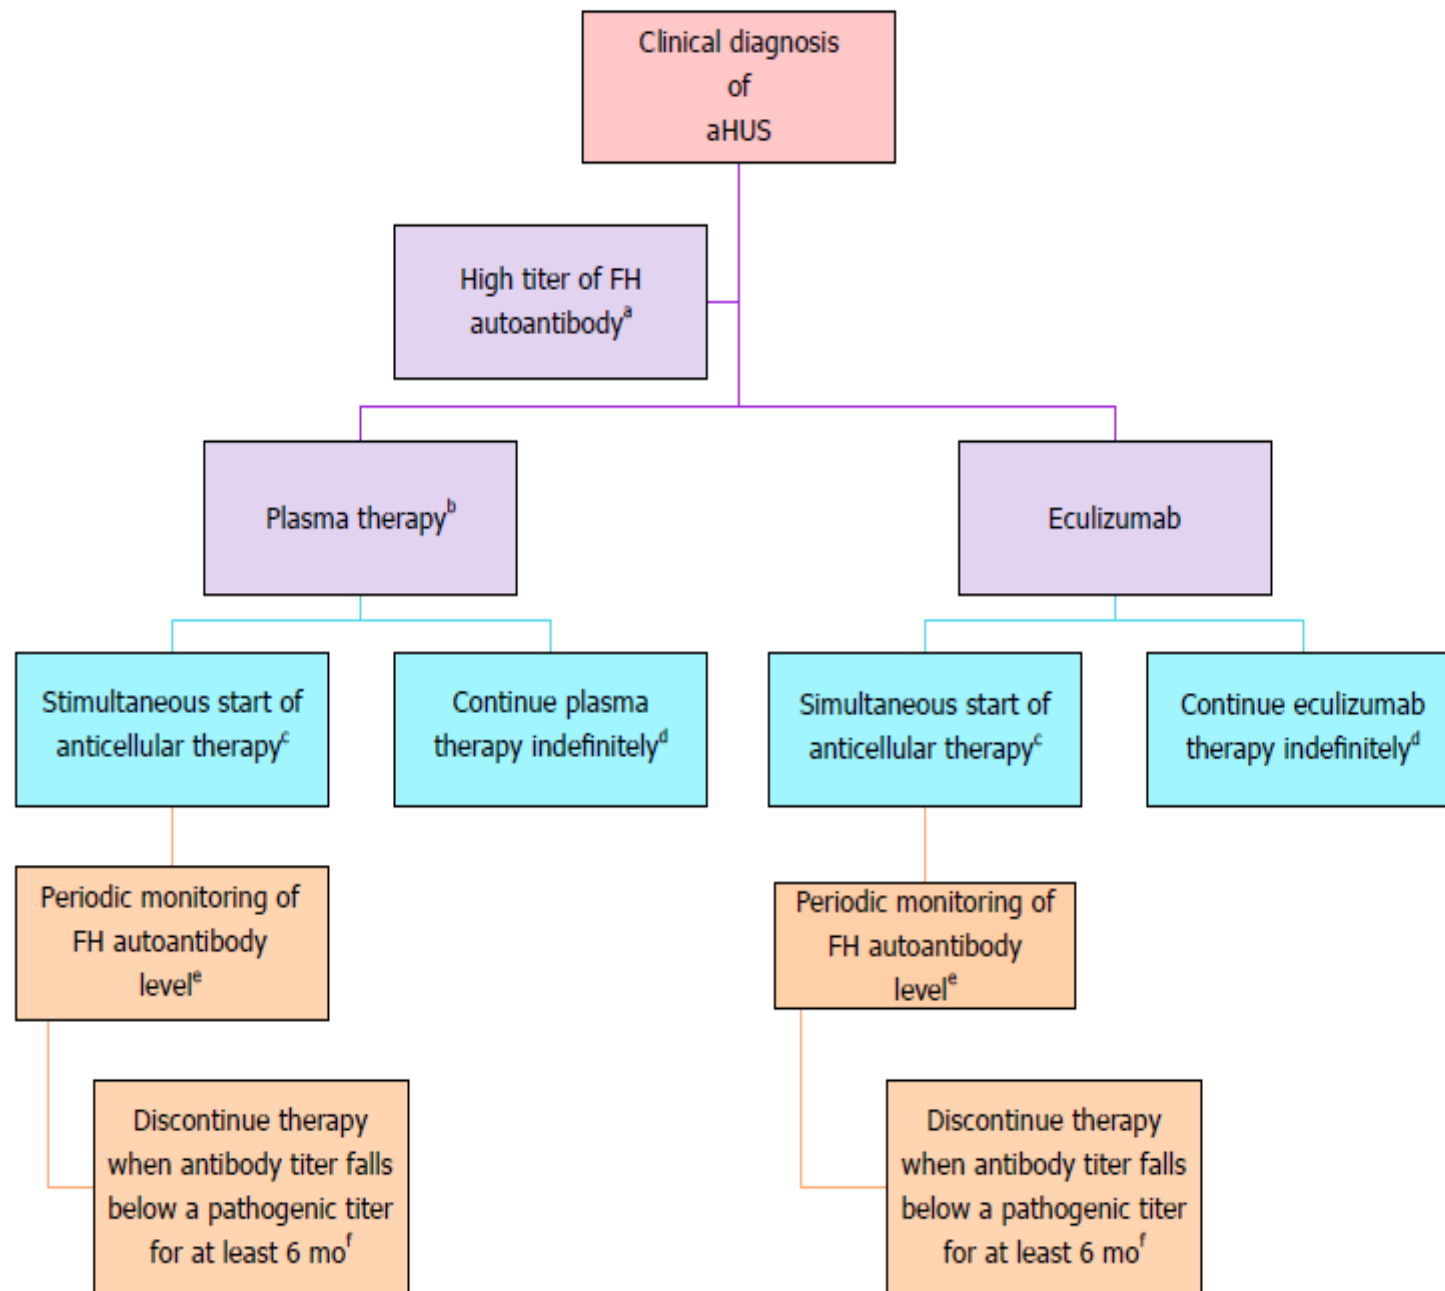 Clinical diagnosis
of
aHUS
High titer of FH
autoantibodyᵃ
Plasma therapyᵇ
Eculizumab
Stimultaneous start of
anticellular therapyᶜ
Continue plasma
therapy indefinitelyᵈ
Simultaneous start of
anticellular therapyᶜ
Continue eculizumab
therapy indefinitelyᵈ
Periodic monitoring of
FH autoantibody
levelᵉ
Periodic monitoring of
FH autoantibody
levelᵉ
Discontinue therapy
when antibody titer falls
below a pathogenic titer
for at least 6 moᶠ
Discontinue therapy
when antibody titer falls
below a pathogenic titer
for at least 6 moᶠ